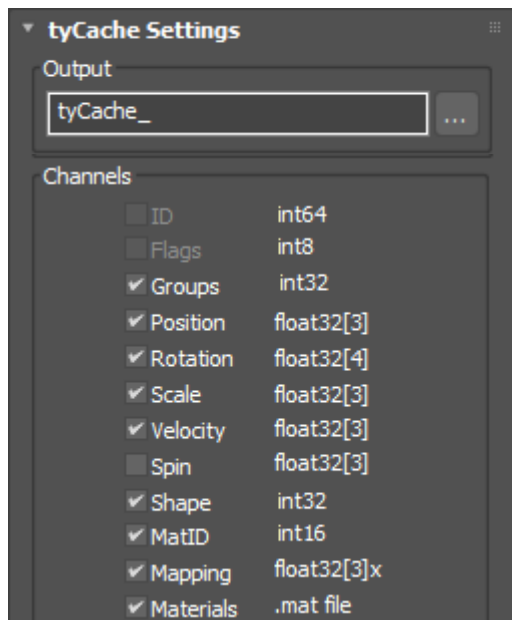 tyCache Settings
Output
tyCache_
...
Channels
ID int64
Flags int8
Groups int32
Position float32[3]
Rotation float32[4]
Scale float32[3]
Velocity float32[3]
Spin float32[3]
Shape int32
MatID int16
Mapping float32[3]x
Materials .mat file